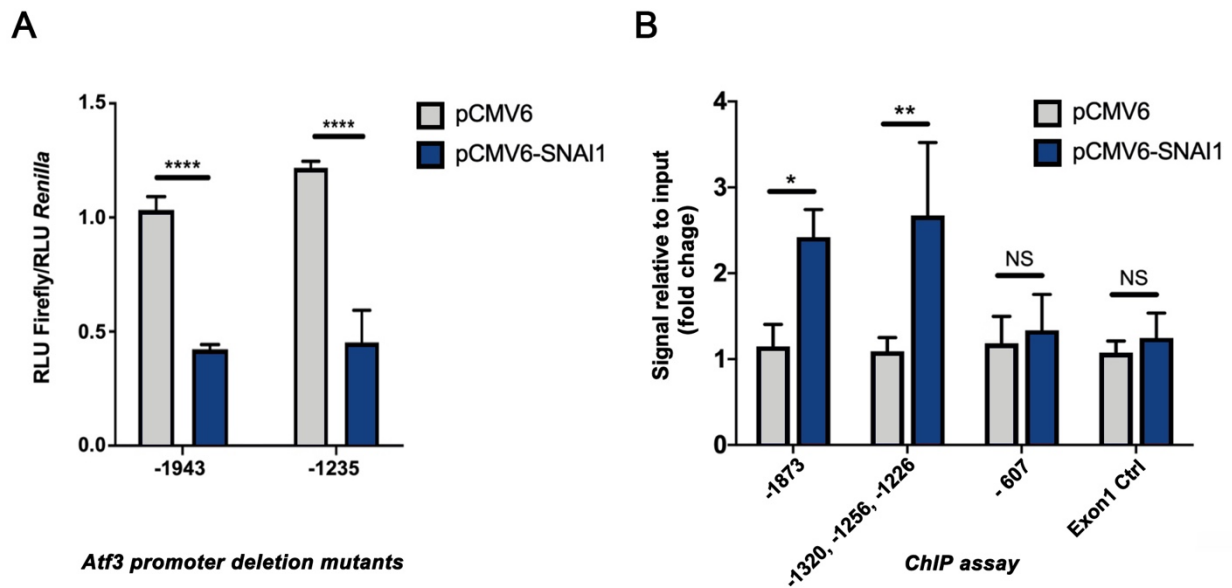 A
RLU Firefly/RLU Renilla
1.5
1.0
0.5
0.0
****
****
pCMV6
pCMV6-SNAI1
-1943
-1235
Atf3 promoter deletion mutants
B
Signal relative to input
(fold chage)
4
3
2
1
0
*
**
NS
NS
pCMV6
pCMV6-SNAI1
-1873
-1320, -1256, -1226
- 607
Exon1 Ctrl
ChIP assay